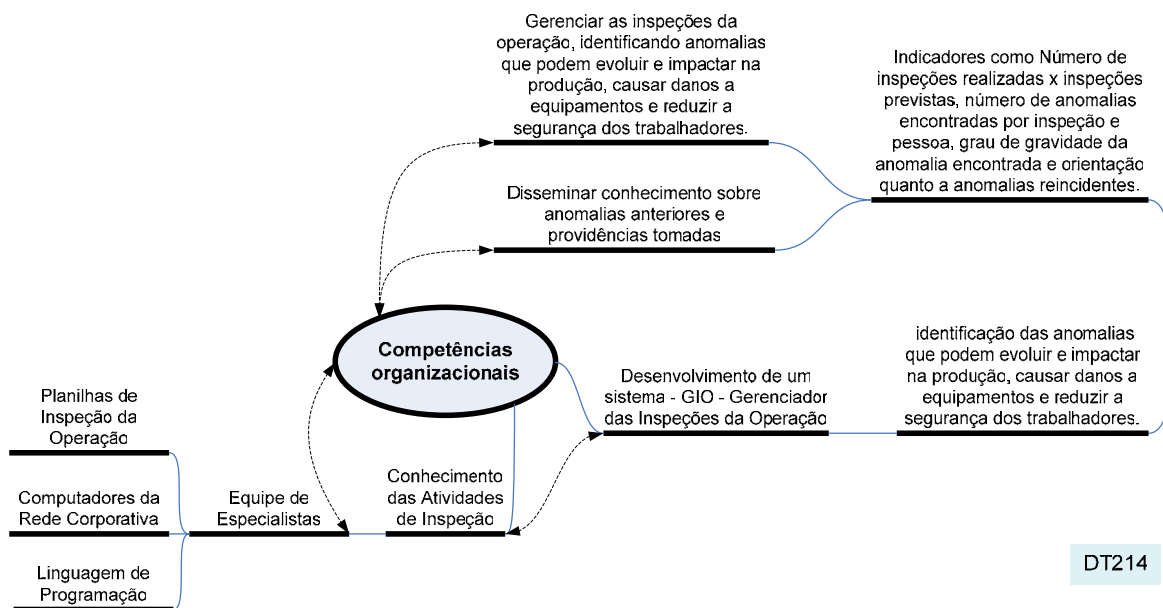 Gerenciar as inspeções da
operação, identificando anomalias
que podem evoluir e impactar na
produção, causar danos a
equipamentos e reduzir a
segurança dos trabalhadores.
Indicadores como Número de
inspeções realizadas x inspeções
previstas, número de anomalias
encontradas por inspeção e
pessoa, grau de gravidade da
anomalia encontrada e orientação
quanto a anomalias reincidentes.
Disseminar conhecimento sobre
anomalias anteriores e
providências tomadas
Competências
organizacionais
Desenvolvimento de um
sistema - GIO - Gerenciador
das Inspeções da Operação
identificação das anomalias
que podem evoluir e impactar
na produção, causar danos a
equipamentos e reduzir a
segurança dos trabalhadores.
Planilhas de
Inspeção da
Operação
Computadores da
Rede Corporativa
Linguagem de
Programação
Equipe de
Especialistas
Conhecimento
das Atividades
de Inspeção
DT214